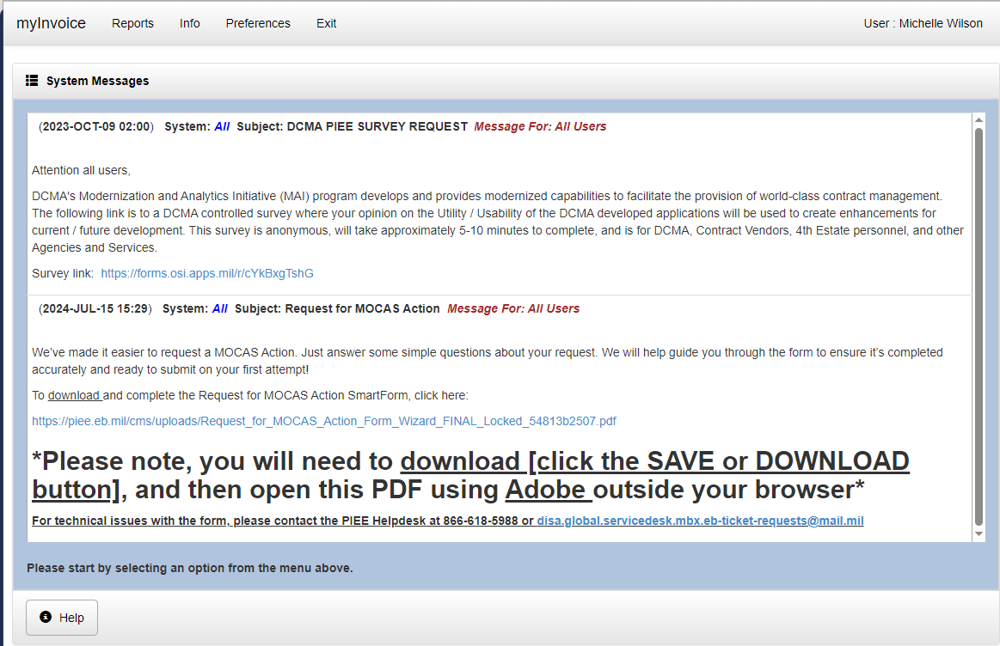 myInvoice Reports Info Preferences Exit User : Michelle Wilson
System Messages
(2023-OCT-09 02:00) System: All Subject: DCMA PIEE SURVEY REQUEST Message For: All Users
Attention all users,
DCMA's Modernization and Analytics Initiative (MAI) program develops and provides modernized capabilities to facilitate the provision of world-class contract management.
The following link is to a DCMA controlled survey where your opinion on the Utility / Usability of the DCMA developed applications will be used to create enhancements for
current / future development. This survey is anonymous, will take approximately 5-10 minutes to complete, and is for DCMA, Contract Vendors, 4th Estate personnel, and other
Agencies and Services.
Survey link: https://forms.osi.apps.mil/r/cYkBxgTshG
(2024-JUL-15 15:29) System: All Subject: Request for MOCAS Action Message For: All Users
We've made it easier to request a MOCAS Action. Just answer some simple questions about your request. We will help guide you through the form to ensure it's completed
accurately and ready to submit on your first attempt!
To download and complete the Request for MOCAS Action SmartForm, click here:
https://piee.eb.mil/cms/uploads/Request_for_MOCAS_Action_Form_Wizard_FINAL_Locked_54813b2507.pdf
*Please note, you will need to download [click the SAVE or DOWNLOAD
button], and then open this PDF using Adobe outside your browser*
For technical issues with the form, please contact the PIEE Helpdesk at 866-618-5988 or disa.global.servicedesk.mbx.eb-ticket-requests@mail.mil
Please start by selecting an option from the menu above.
Help